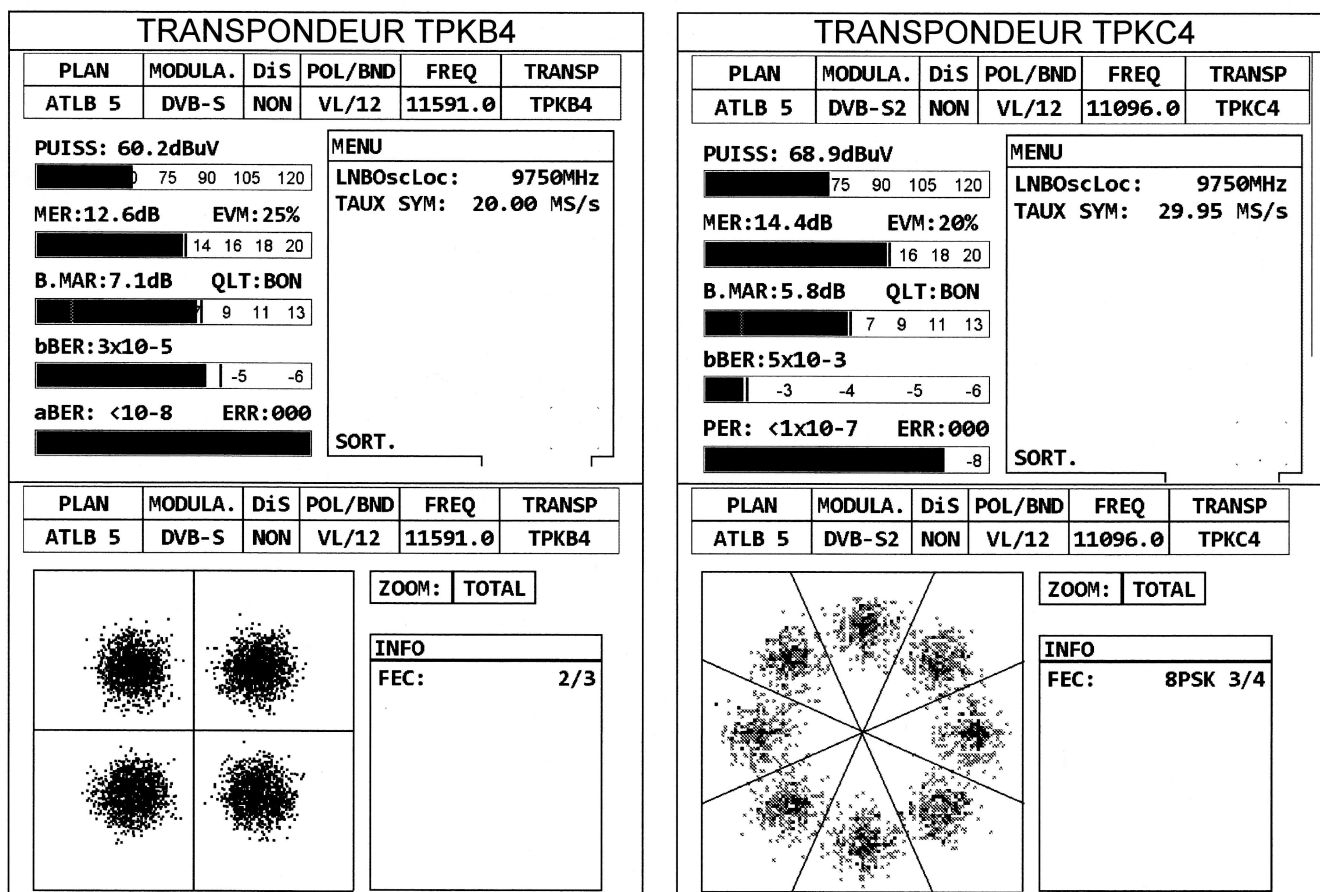 TRANSPONDEUR TPKB4
PLAN MODULA. DiS POL/BND FREQ TRANSP
ATLB 5 DVB-S NON VL/12 11591.0 TPKB4
PUISS: 60.2dBuV
75 90 105 120
MER:12.6dB EVM:25%
14 16 18 20
B.MAR:7.1dB QLT:BON
9 11 13
bBER:3x10-5
-5 -6
aBER: <10-8 ERR:000
MENU
LNBOscLoc: 9750MHz
TAUX SYM: 20.00 MS/s
SORT.
PLAN MODULA. DiS POL/BND FREQ TRANSP
ATLB 5 DVB-S NON VL/12 11591.0 TPKB4
ZOOM: TOTAL
INFO
FEC: 2/3
TRANSPONDEUR TPKC4
PLAN MODULA. DiS POL/BND FREQ TRANSP
ATLB 5 DVB-S2 NON VL/12 11096.0 TPKC4
PUISS: 68.9dBuV
75 90 105 120
MER:14.4dB EVM:20%
16 18 20
B.MAR:5.8dB QLT:BON
7 9 11 13
bBER:5x10-3
-3 -4 -5 -6
PER: <1x10-7 ERR:000
-8
MENU
LNBOscLoc: 9750MHz
TAUX SYM: 29.95 MS/s
SORT.
PLAN MODULA. DiS POL/BND FREQ TRANSP
ATLB 5 DVB-S2 NON VL/12 11096.0 TPKC4
ZOOM: TOTAL
INFO
FEC: 8PSK 3/4